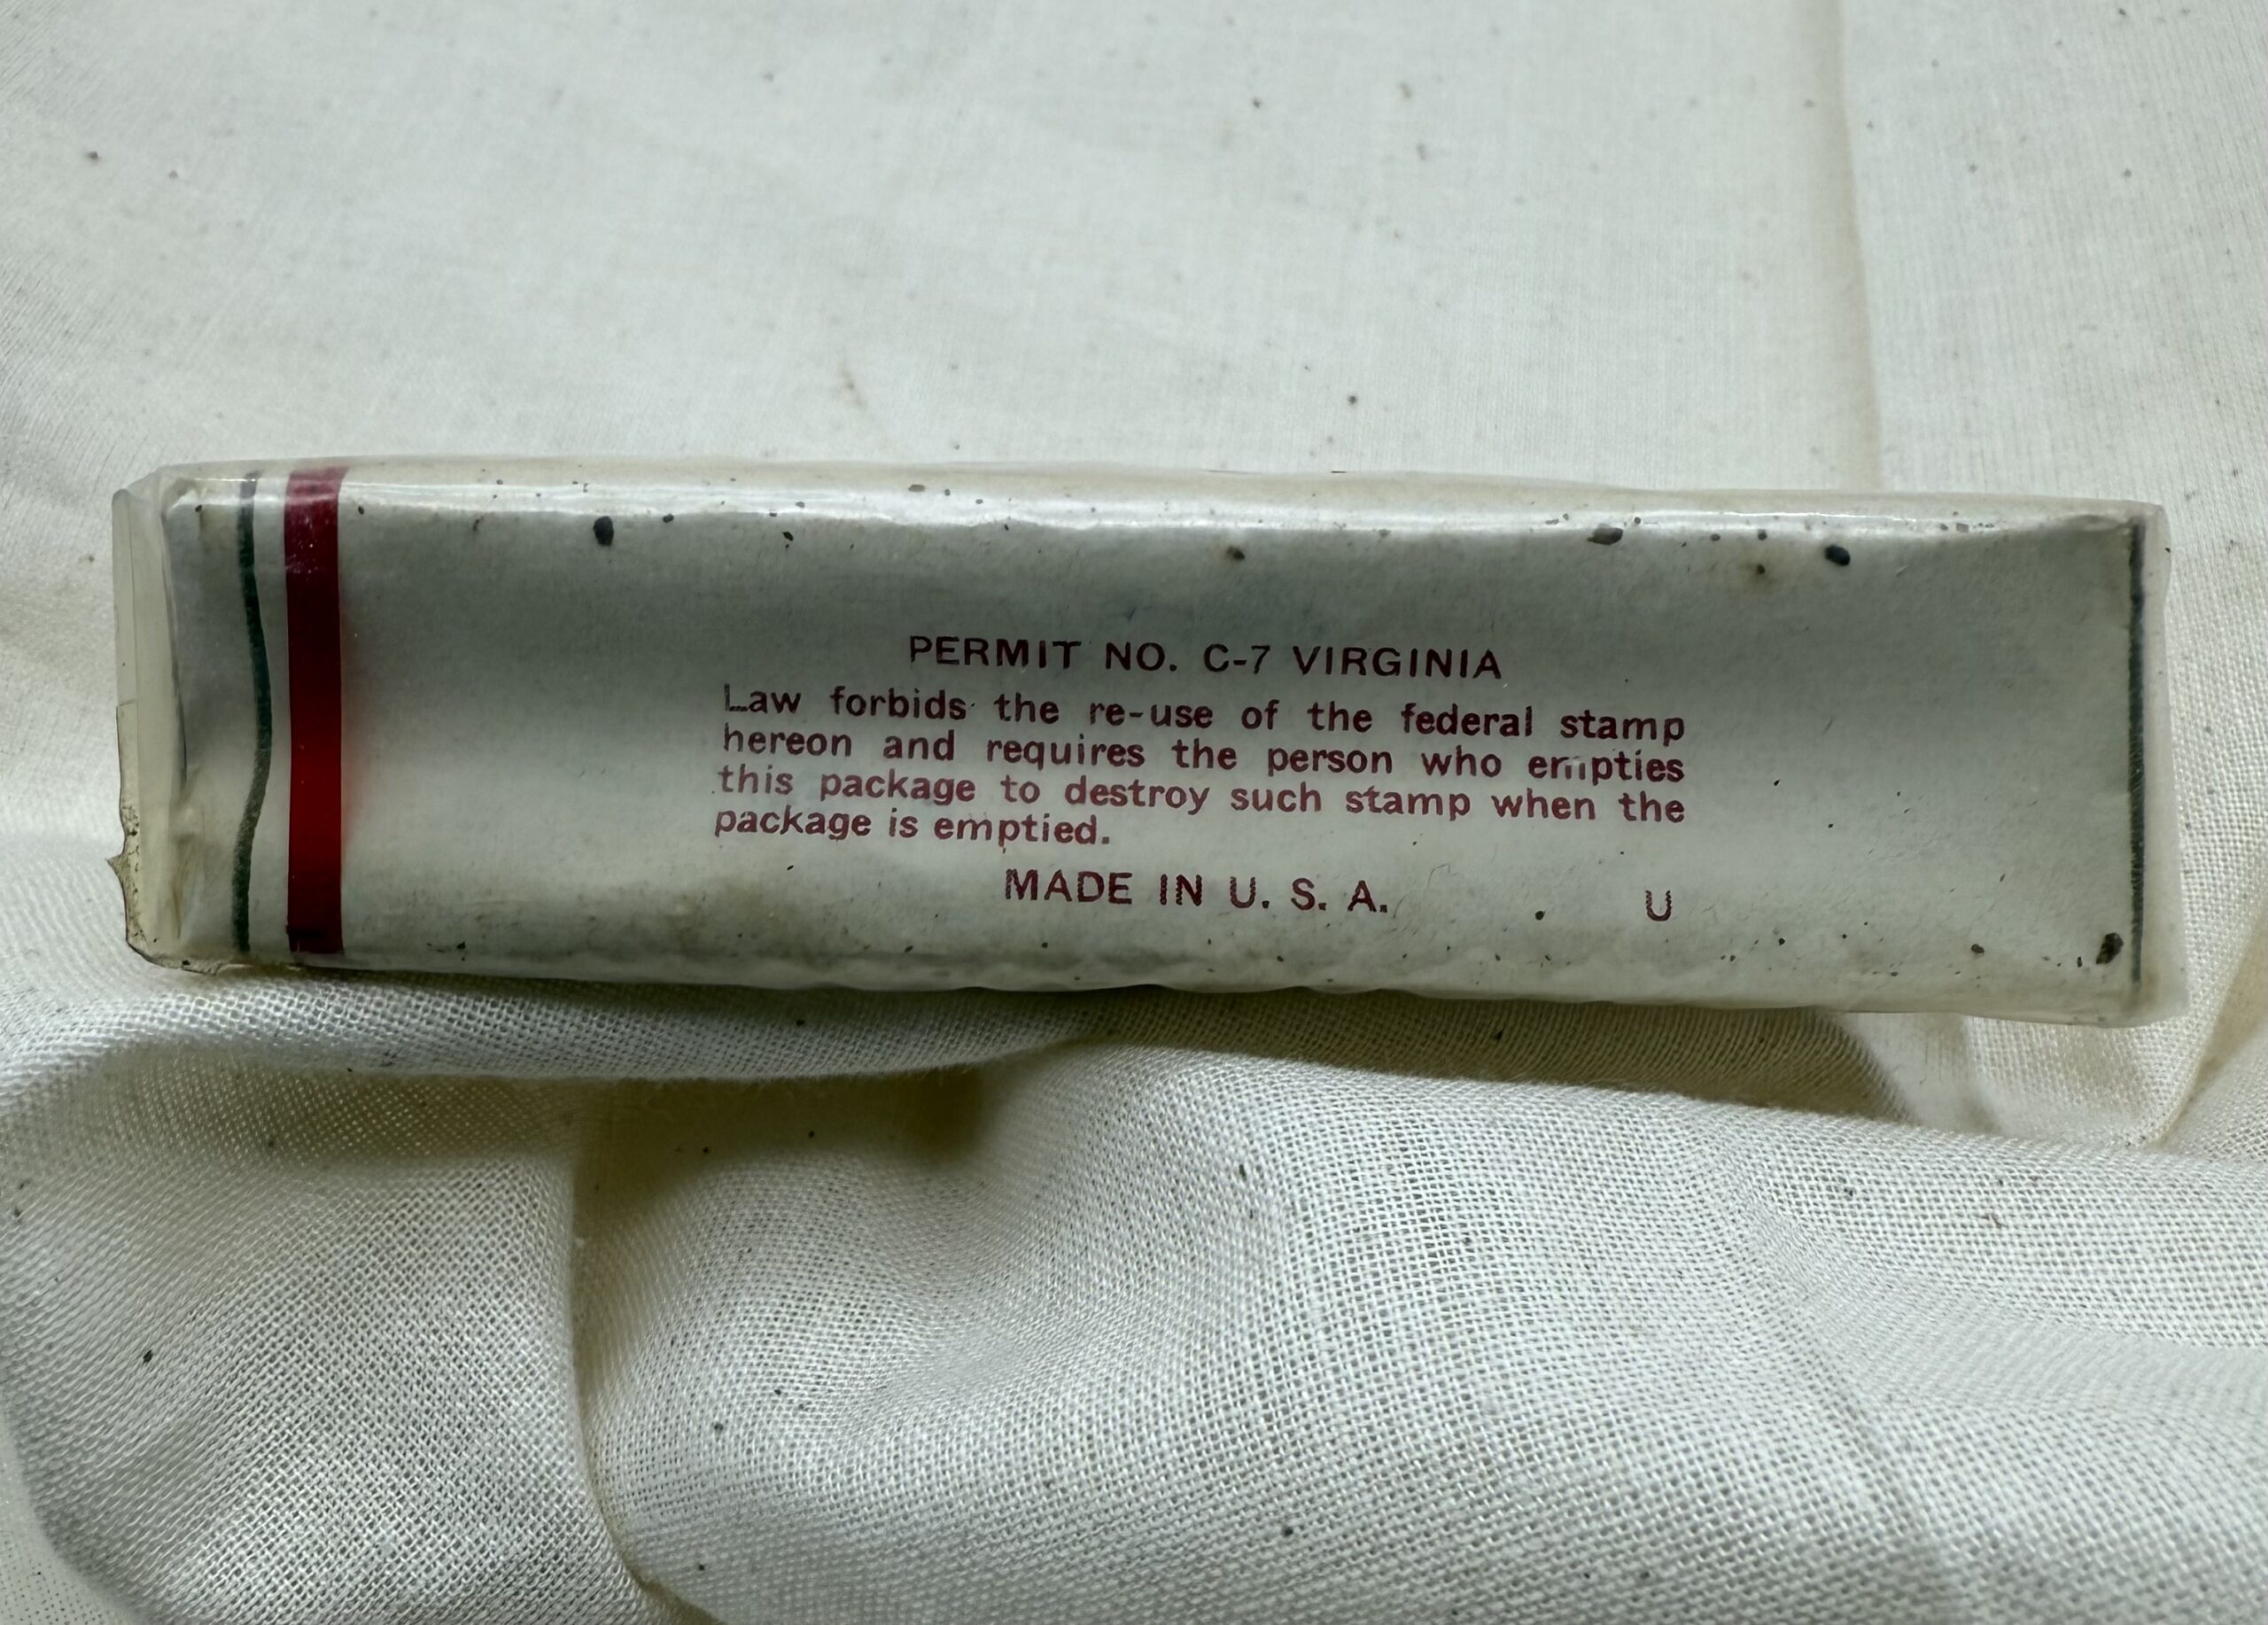 PERMIT NO. C-7 VIRGINIA
Law forbids the re-use of the federal stamp
hereon and requires the person who empties
this package to destroy such stamp when the
package is emptied.
MADE IN U. S. A. U